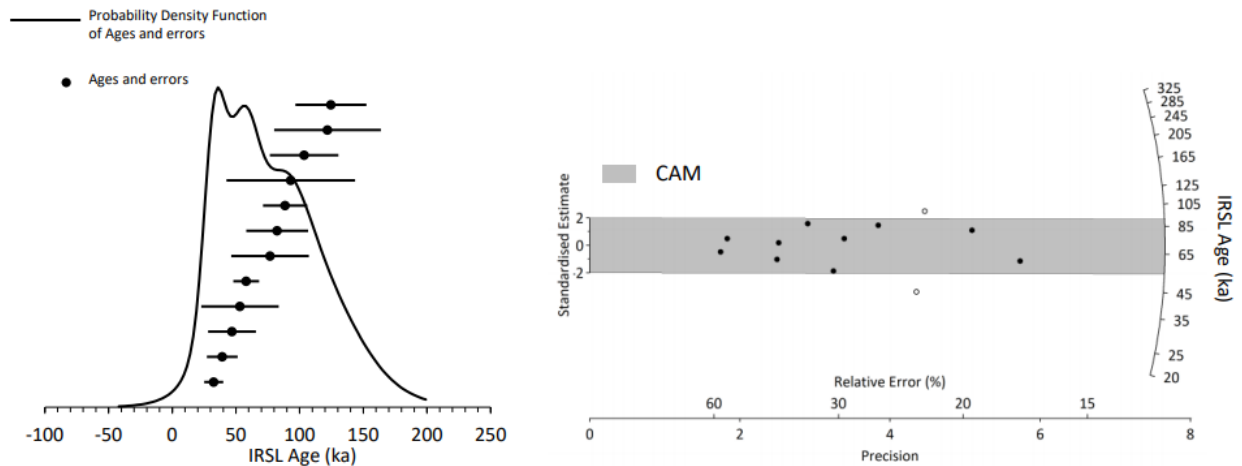 Probability Density Function
of Ages and errors
Ages and errors
-100 -50 0 50 100 150 200 250
IRSL Age (ka)
CAM
Standardised Estimate
2
0
-2
325
285
245
205
165
125
105
85
65
45
35
25
20
IRSL Age (ka)
Relative Error (%)
60 30 20 15
0 2 4 6 8
Precision